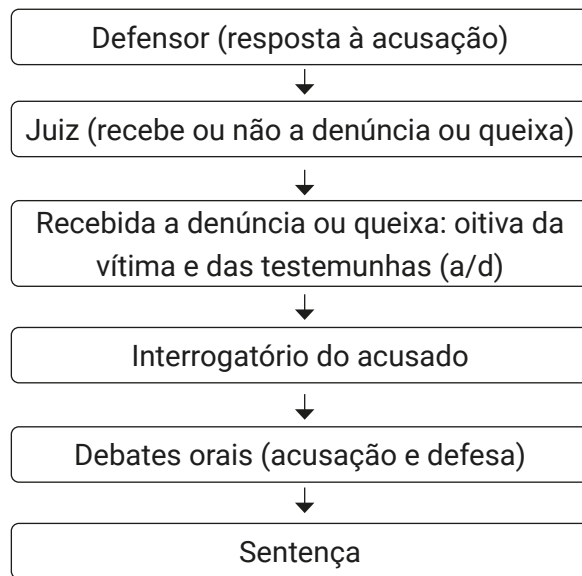 Defensor (resposta à acusação)
Juiz (recebe ou não a denúncia ou queixa)
Recebida a denúncia ou queixa: oitiva da
vítima e das testemunhas (a/d)
Interrogatório do acusado
Debates orais (acusação e defesa)
Sentença